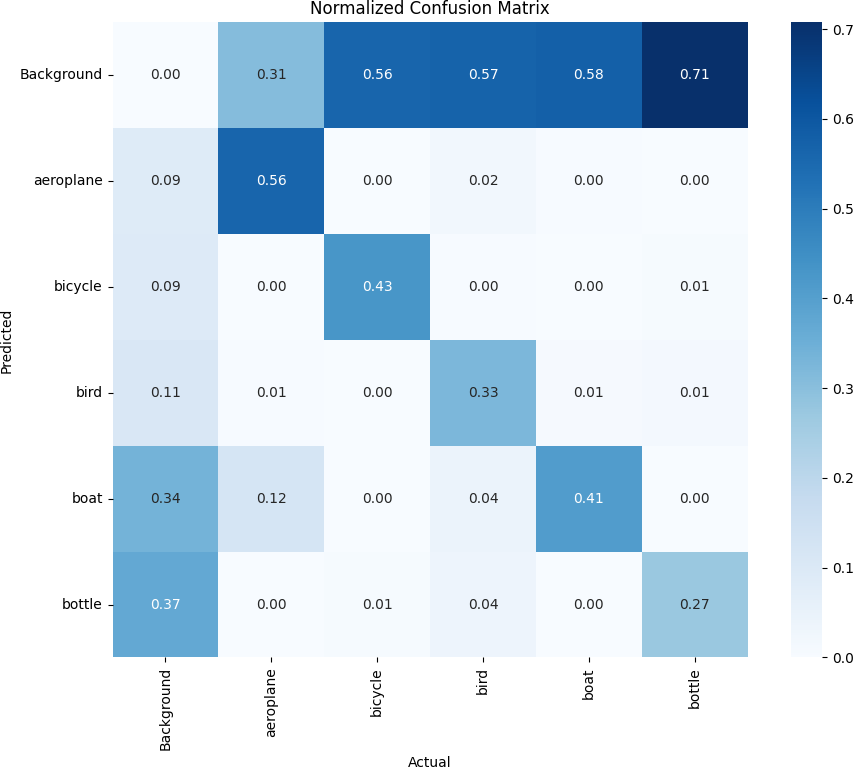 Normalized Confusion Matrix
Background 0.00 0.31 0.56 0.57 0.58 0.71
aeroplane 0.09 0.56 0.00 0.02 0.00 0.00
bicycle 0.09 0.00 0.43 0.00 0.00 0.01
bird 0.11 0.01 0.00 0.33 0.01 0.01
boat 0.34 0.12 0.00 0.04 0.41 0.00
bottle 0.37 0.00 0.01 0.04 0.00 0.27
Predicted
Background aeroplane bicycle bird boat bottle
Actual
0.7
0.6
0.5
0.4
0.3
0.2
0.1
0.0